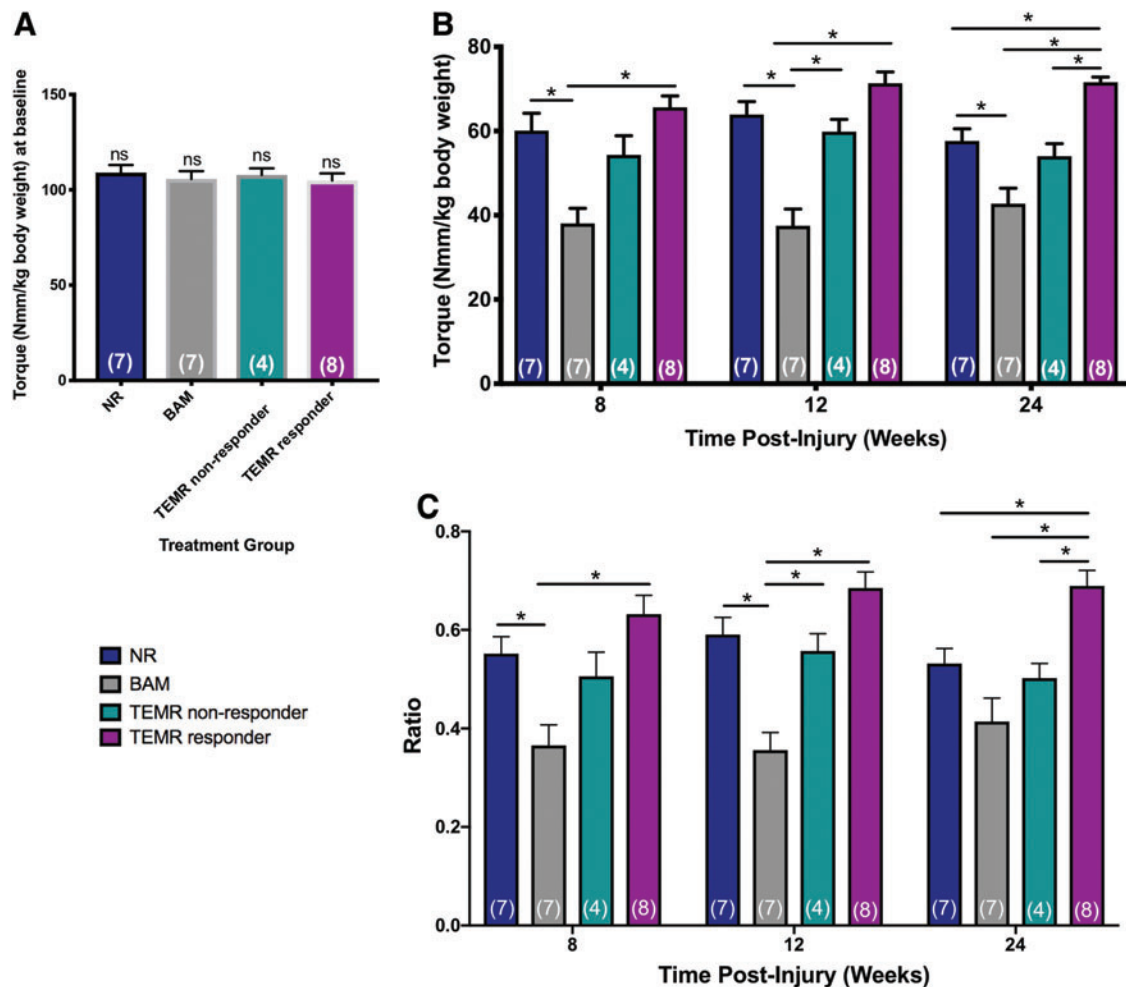 A
Torque (Nmm/kg body weight) at baseline
150
100
50
0
ns
ns
ns
ns
(7)
(7)
(4)
(8)
NR
BAM
TEMR non-responder
TEMR responder
Treatment Group
B
Torque (Nmm/kg body weight)
80
60
40
20
0
* * * * * * * * *
(7) (7) (4) (8) (7) (7) (4) (8) (7) (7) (4) (8)
8 12 24
Time Post-Injury (Weeks)
NR
BAM
TEMR non-responder
TEMR responder
C
Ratio
0.8
0.6
0.4
0.2
0.0
* * * * * * * *
(7) (7) (4) (8) (7) (7) (4) (8) (7) (7) (4) (8)
8 12 24
Time Post-Injury (Weeks)